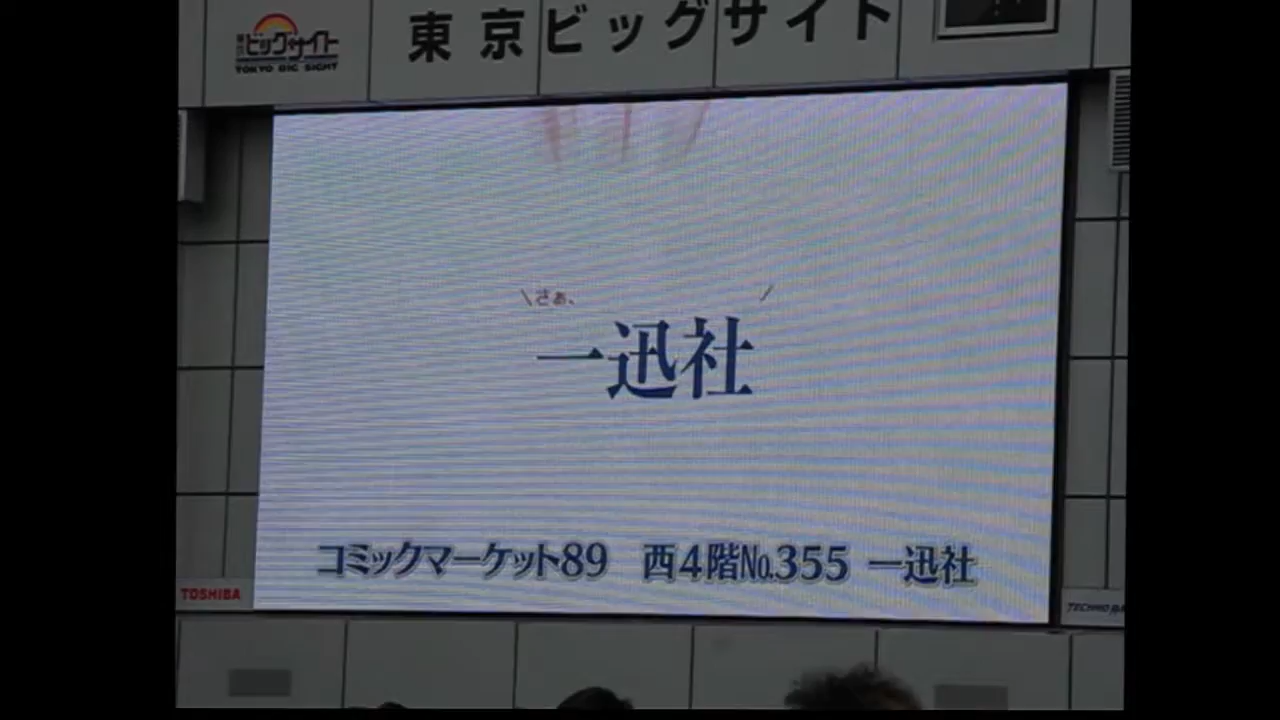 東京ビッグサイト
東京ビッグサイト
TOKYO BIG SIGHT
\さぁ、 /
一迅社
コミックマーケット89 西4階No.355 一迅社
TOSHIBA